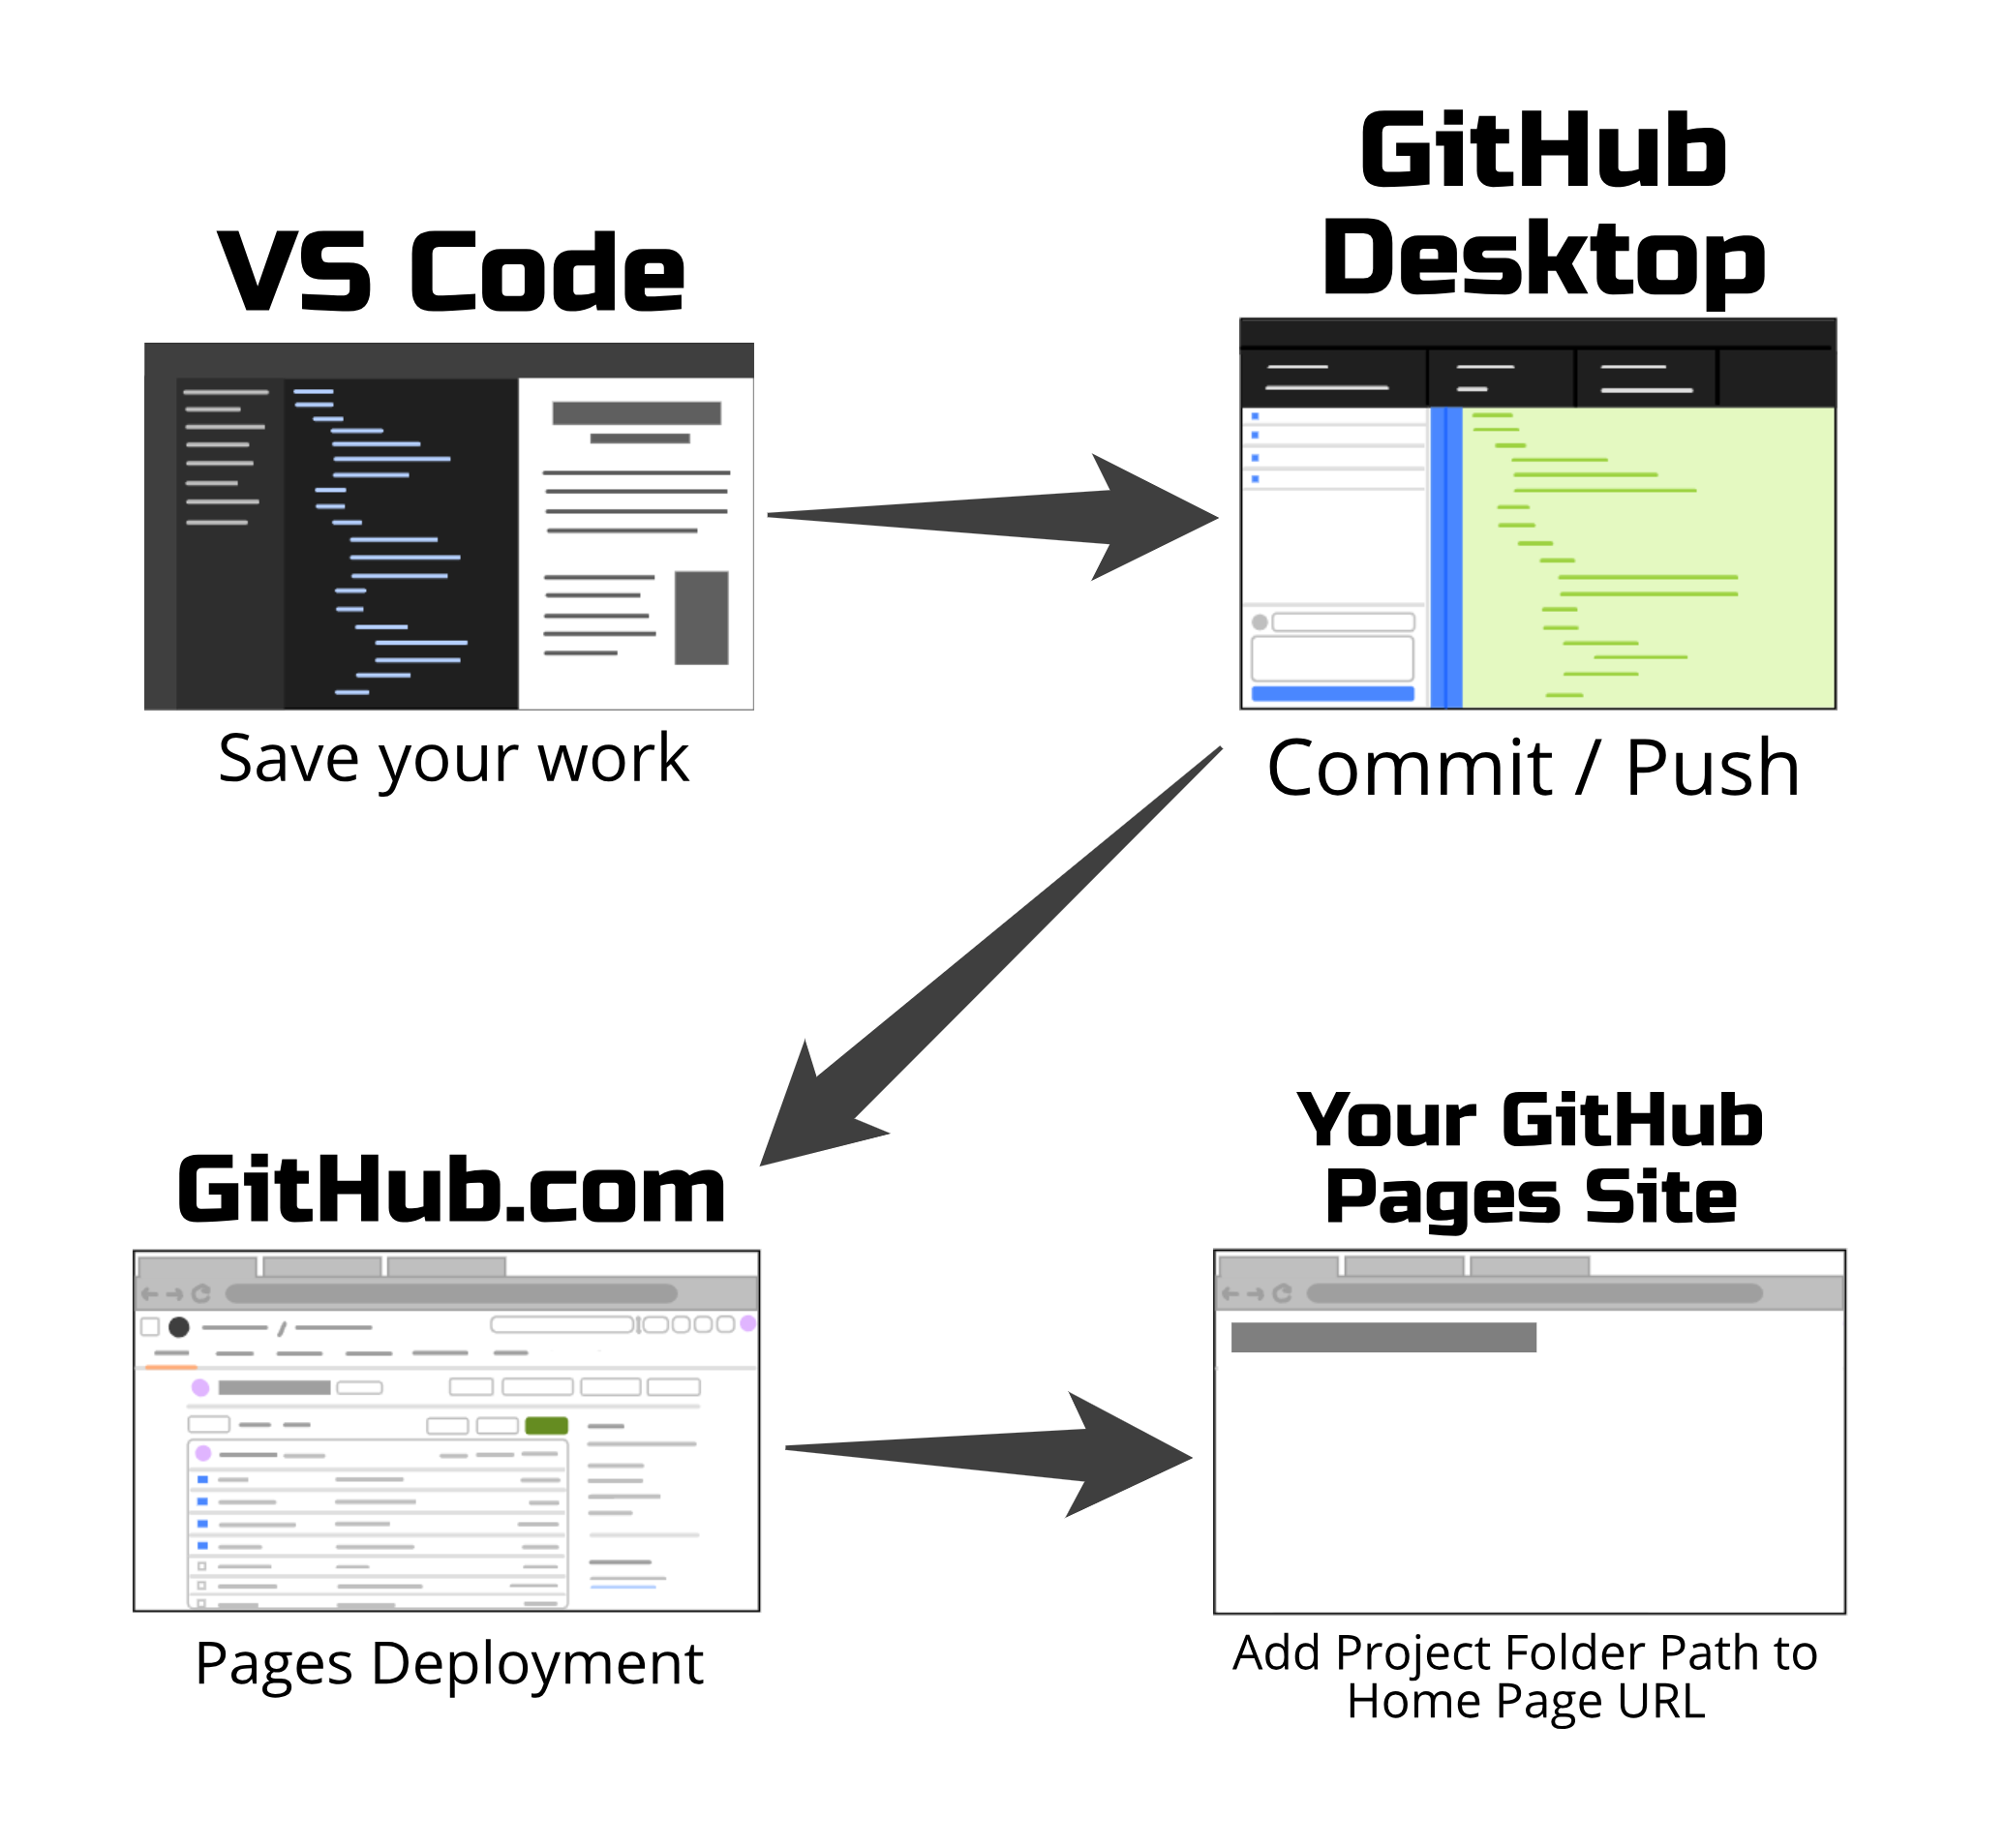 VS Code
Save your work
GitHub
Desktop
Commit / Push
GitHub.com
Pages Deployment
Your GitHub
Pages Site
Add Project Folder Path to
Home Page URL